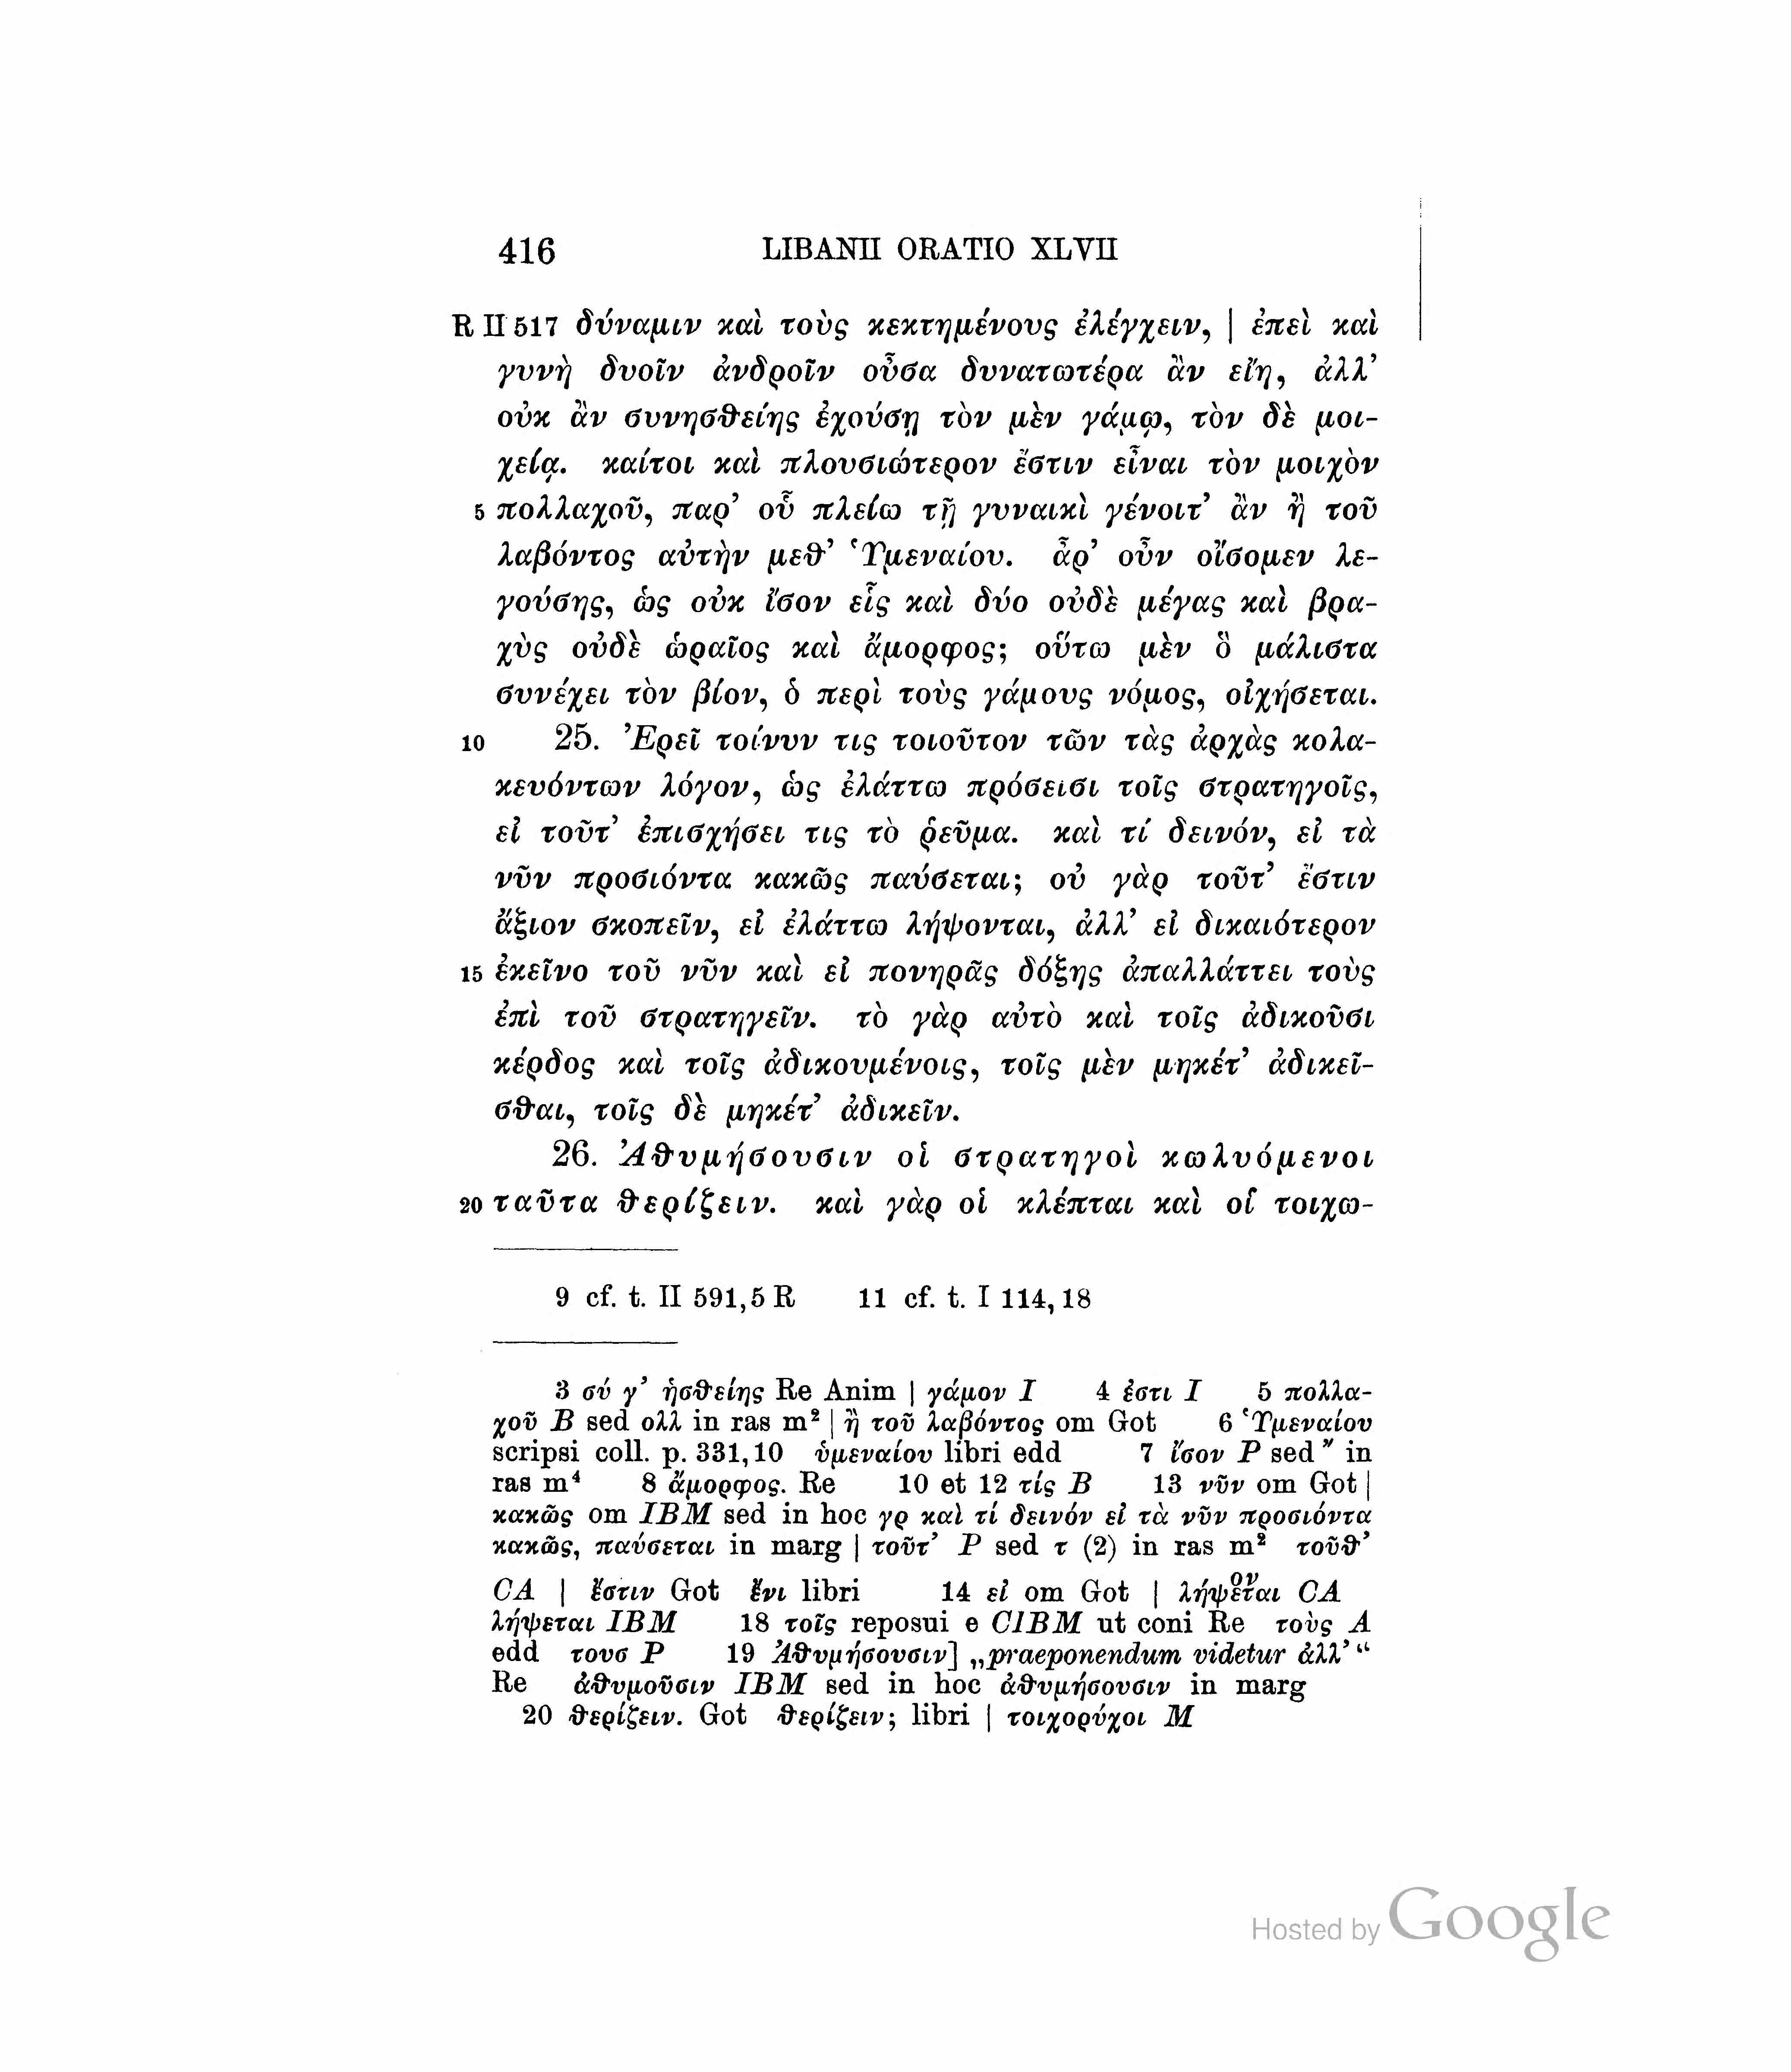 416 LIBANII ORATIO XLVII
R II 517 δύναμιν καὶ τοὺς κεκτημένους ἐλέγχειν, | ἐπεὶ καὶ
γυνὴ δυοῖν ἀνδροῖν οὖσα δυνατωτέρα ἂν εἴη, ἀλλ’
οὐκ ἂν συνησθείης ἐχούσῃ τὸν μὲν γάμῳ, τὸν δὲ μοι-
χείᾳ. καίτοι καὶ πλουσιώτερον ἔστιν εἶναι τὸν μοιχὸν
5 πολλαχοῦ, παρ’ οὗ πλείω τῇ γυναικὶ γένοιτ’ ἂν ἢ τοῦ
λαβόντος αὐτὴν μεθ’ Ὑμεναίου. ἆρ’ οὖν οἴσομεν λε-
γούσης, ὡς οὐκ ἴσον εἷς καὶ δύο οὐδὲ μέγας καὶ βρα-
χὺς οὐδὲ ὡραῖος καὶ ἄμορφος; οὕτω μὲν ὃ μάλιστα
συνέχει τὸν βίον, ὁ περὶ τοὺς γάμους νόμος, οἰχήσεται.
10 25. Ἐρεῖ τοίνυν τις τοιοῦτον τῶν τὰς ἀρχὰς κολα-
κευόντων λόγον, ὡς ἐλάττω πρόσεισι τοῖς στρατηγοῖς,
εἰ τοῦτ’ ἐπισχήσει τις τὸ ῥεῦμα. καὶ τί δεινόν, εἰ τὰ
νῦν προσιόντα κακῶς παύσεται; οὐ γὰρ τοῦτ’ ἔστιν
ἄξιον σκοπεῖν, εἰ ἐλάττω λήψονται, ἀλλ’ εἰ δικαιότερον
15 ἐκεῖνο τοῦ νῦν καὶ εἰ πονηρᾶς δόξης ἀπαλλάττει τοὺς
ἐπὶ τοῦ στρατηγεῖν. τὸ γὰρ αὐτὸ καὶ τοῖς ἀδικοῦσι
κέρδος καὶ τοῖς ἀδικουμένοις, τοῖς μὲν μηκέτ’ ἀδικεῖ-
σθαι, τοῖς δὲ μηκέτ’ ἀδικεῖν.
26. Ἀθυμήσουσιν οἱ στρατηγοὶ κωλυόμενοι
20 ταῦτα θερίζειν. καὶ γὰρ οἱ κλέπται καὶ οἱ τοιχω-
9 cf. t. II 591,5 R 11 cf. t. I 114,18
3 σύ γ’ ἡσθείης Re Anim | γάμον I 4 ἐστι I 5 πολλα-
χοῦ B sed ολλ in ras m² | ἢ τοῦ λαβόντος om Got 6 Ὑμεναίου
scripsi coll. p. 331,10 ὑμεναίου libri edd 7 ἴσον P sed ῎ in
ras m⁴ 8 ἄμορφος. Re 10 et 12 τίς B 13 νῦν om Got |
κακῶς om IBM sed in hoc γρ καὶ τί δεινόν εἰ τὰ νῦν προσιόντα
κακῶς, παύσεται in marg | τοῦτ’ P sed τ (2) in ras m² τοῦθ’
CA | ἔστιν Got ἔνι libri 14 εἰ om Got | λήψεταιον CA
λήψεται IBM 18 τοῖς reposui e CIBM ut coni Re τοὺς A
edd τουσ P 19 Ἀθυμήσουσιν] „praeponendum videtur ἀλλ’“
Re ἀθυμοῦσιν IBM sed in hoc ἀθυμήσουσιν in marg
20 θερίζειν. Got θερίζειν; libri | τοιχορύχοι M
Hosted by Google